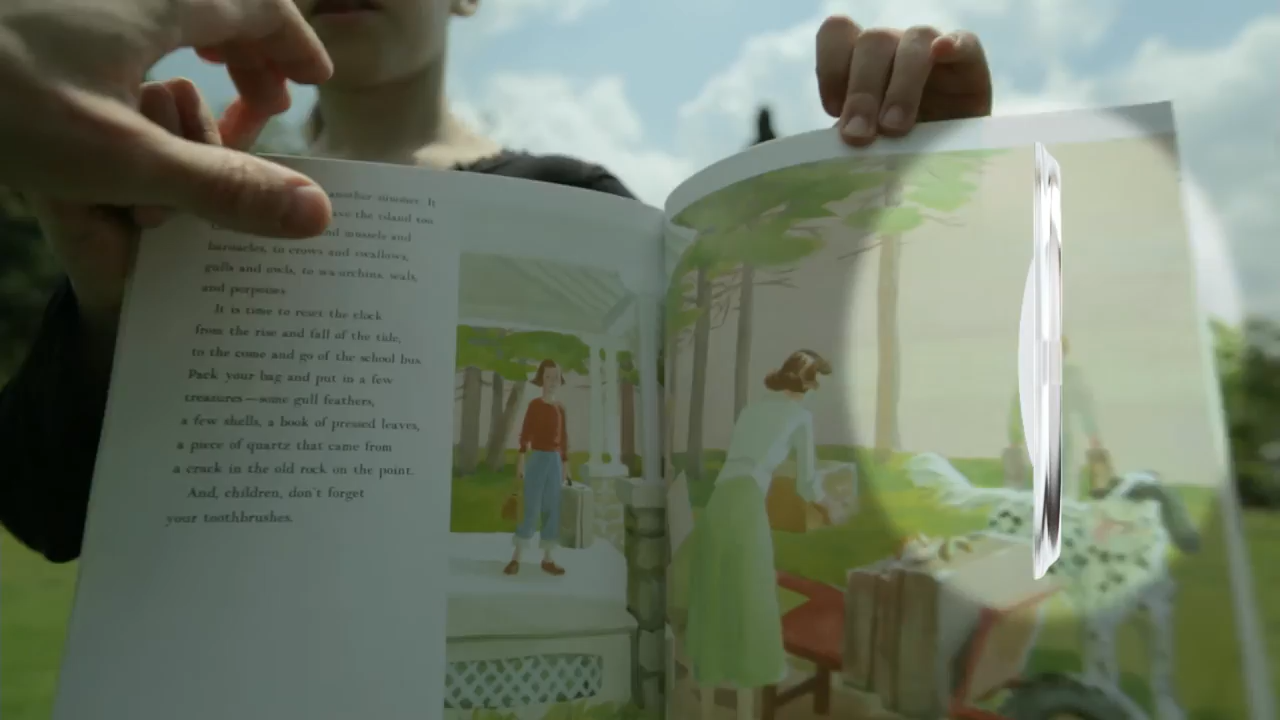 another summer. It
ave the island too
nd mussels and
barnacles, to crows and swallows,
gulls and owls, to sea urchins,
and porpoises
It is time to reset the clock
from the rise and fall of the tide,
to the come and go of the school bus.
Pack your bag and put in a few
treasures—some gull feathers,
a few shells, a book of pressed leaves,
a piece of quartz that came from
a crack in the old rock on the point.
And, children, don't forget
your toothbrushes.